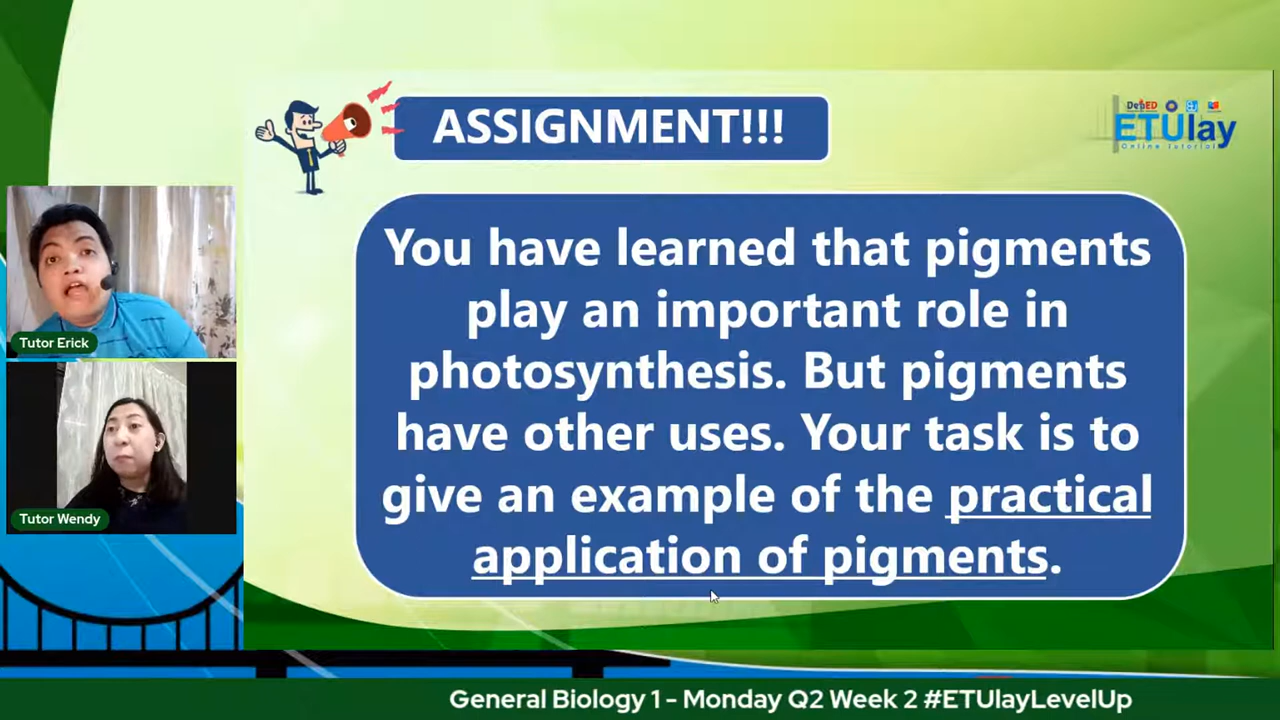 ASSIGNMENT!!!
DepED
ETUlay
Online Tutorial
You have learned that pigments
play an important role in
photosynthesis. But pigments
have other uses. Your task is to
give an example of the practical
application of pigments.
Tutor Erick
Tutor Wendy
General Biology 1 - Monday Q2 Week 2 #ETUlayLevelUp